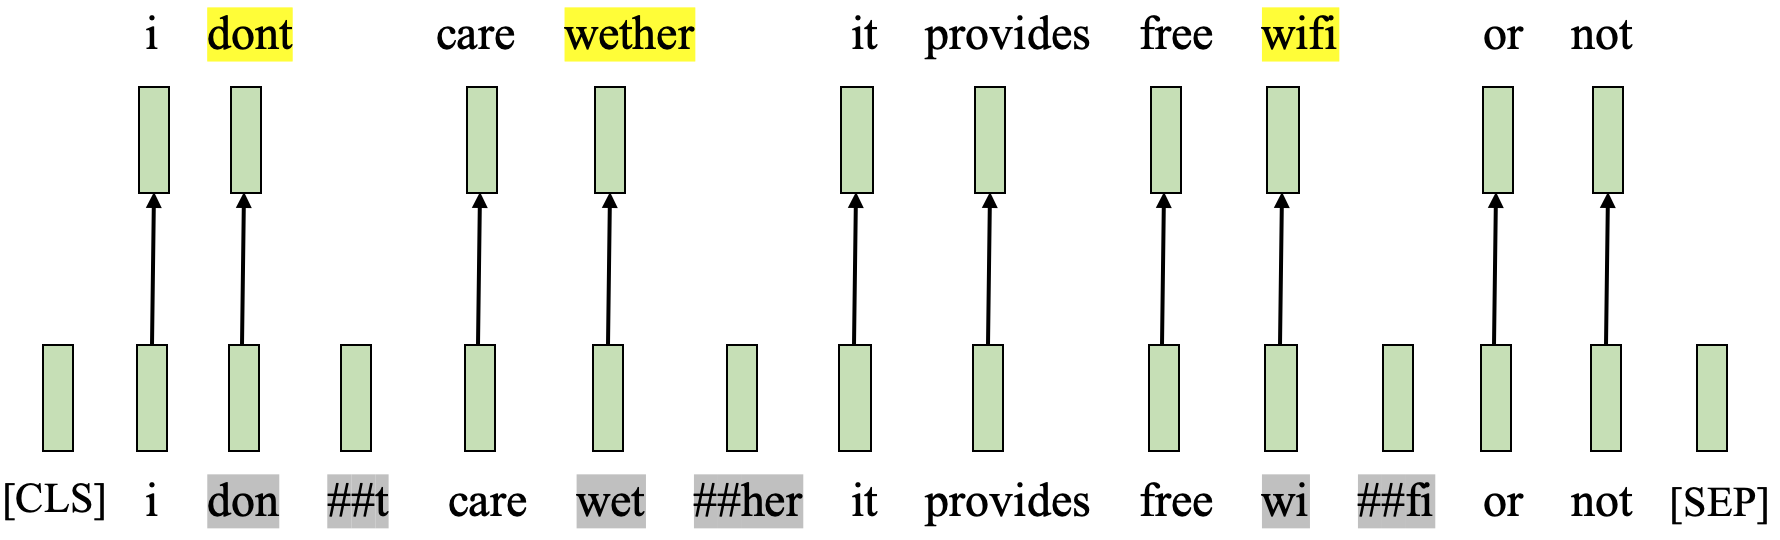 i dont care wether it provides free wifi or not
[CLS] i don ##t care wet ##her it provides free wi ##fi or not [SEP]